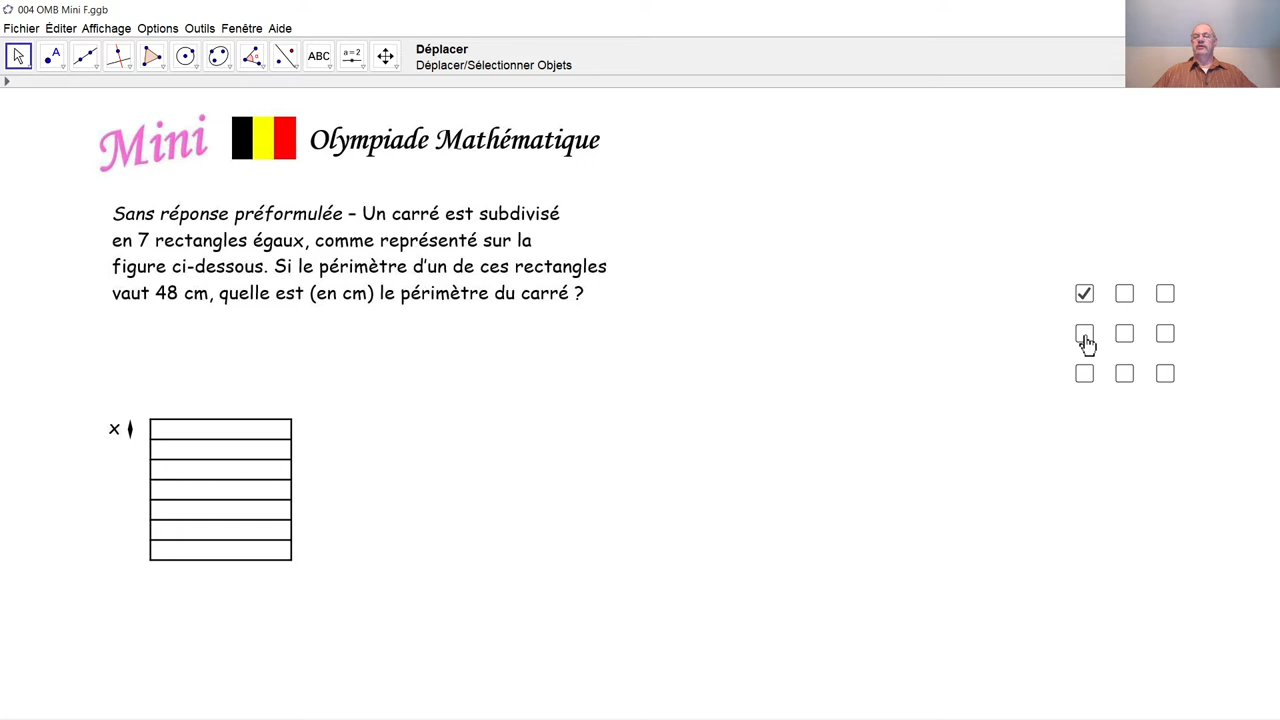 004 OMB Mini F.ggb
Fichier Éditer Affichage Options Outils Fenêtre Aide
A ABC a=2 Déplacer
Déplacer/Sélectionner Objets
Mini Olympiade Mathématique
Sans réponse préformulée – Un carré est subdivisé
en 7 rectangles égaux, comme représenté sur la
figure ci-dessous. Si le périmètre d’un de ces rectangles
vaut 48 cm, quelle est (en cm) le périmètre du carré ?
x